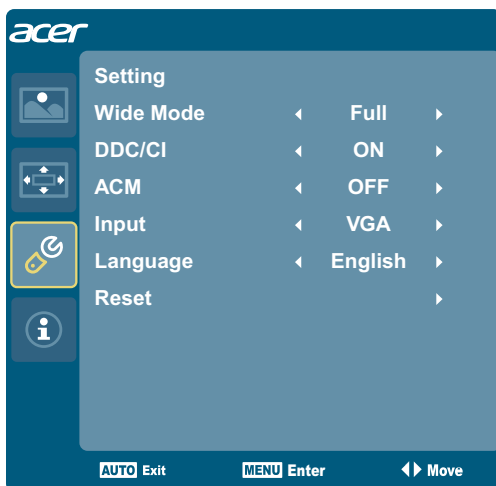 acer
Setting
Wide Mode Full
DDC/CI ON
ACM OFF
Input VGA
Language English
Reset
AUTO Exit MENU Enter Move